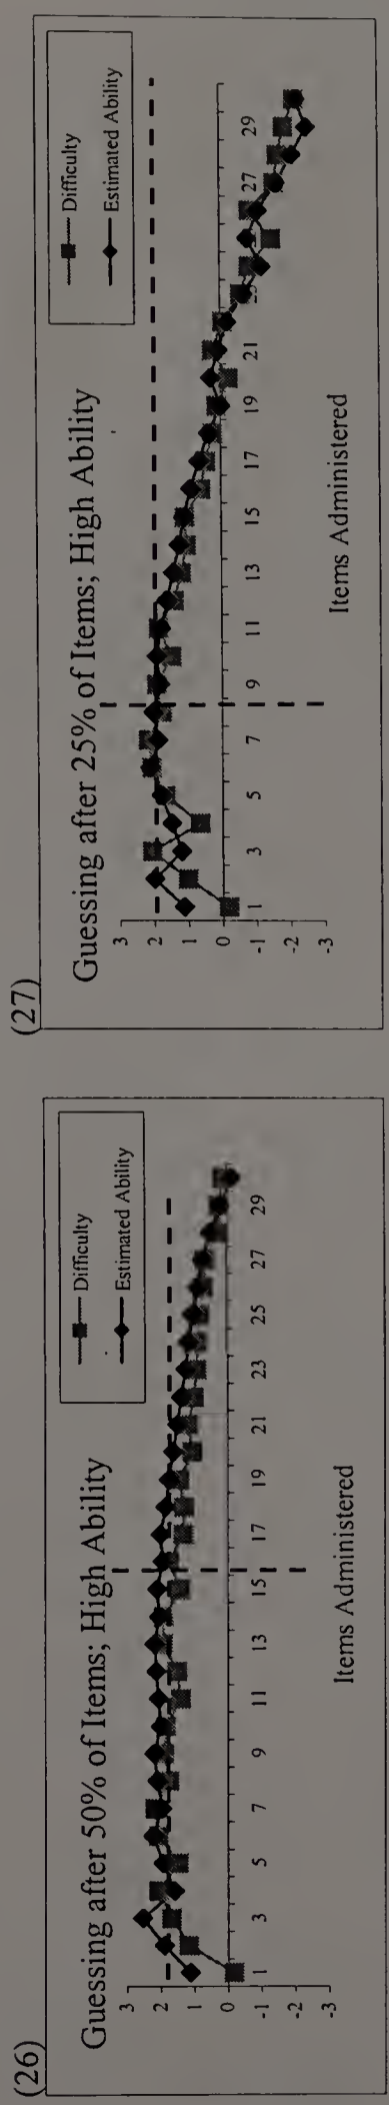 (26)
Guessing after 50% of Items; High Ability
Difficulty
Estimated Ability
3
2
1
0
-1
-2
-3
1 3 5 7 9 11 13 15 17 19 21 23 25 27 29
Items Administered
(27)
Guessing after 25% of Items; High Ability
Difficulty
Estimated Ability
3
2
1
0
-1
-2
-3
1 3 5 7 9 11 13 15 17 19 21 27 29
Items Administered